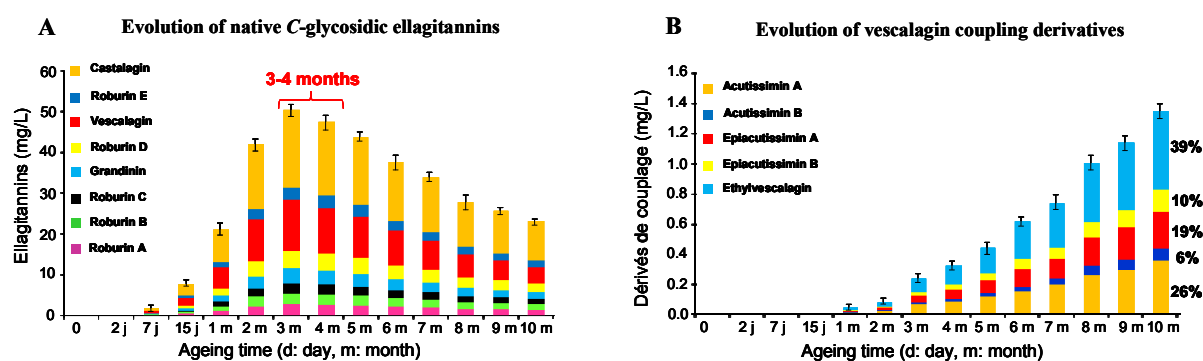 A
Evolution of native C-glycosidic ellagitannins
Ellagitannins (mg/L)
60
50
40
30
20
10
0
Castalagin
Roburin E
Vescalagin
Roburin D
Grandinin
Roburin C
Roburin B
Roburin A
3-4 months
0 2 j 7 j 15 j 1 m 2 m 3 m 4 m 5 m 6 m 7 m 8 m 9 m 10 m
Ageing time (d: day, m: month)
B
Evolution of vescalagin coupling derivatives
Dérivés de couplage (mg/L)
1.6
1.4
1.2
1.0
0.8
0.6
0.4
0.2
0.0
Acutissimin A
Acutissimin B
Epiacutissimin A
Epiacutissimin B
Ethylvescalagin
39%
10%
19%
6%
26%
0 2 j 7 j 15 j 1 m 2 m 3 m 4 m 5 m 6 m 7 m 8 m 9 m 10 m
Ageing time (d: day, m: month)